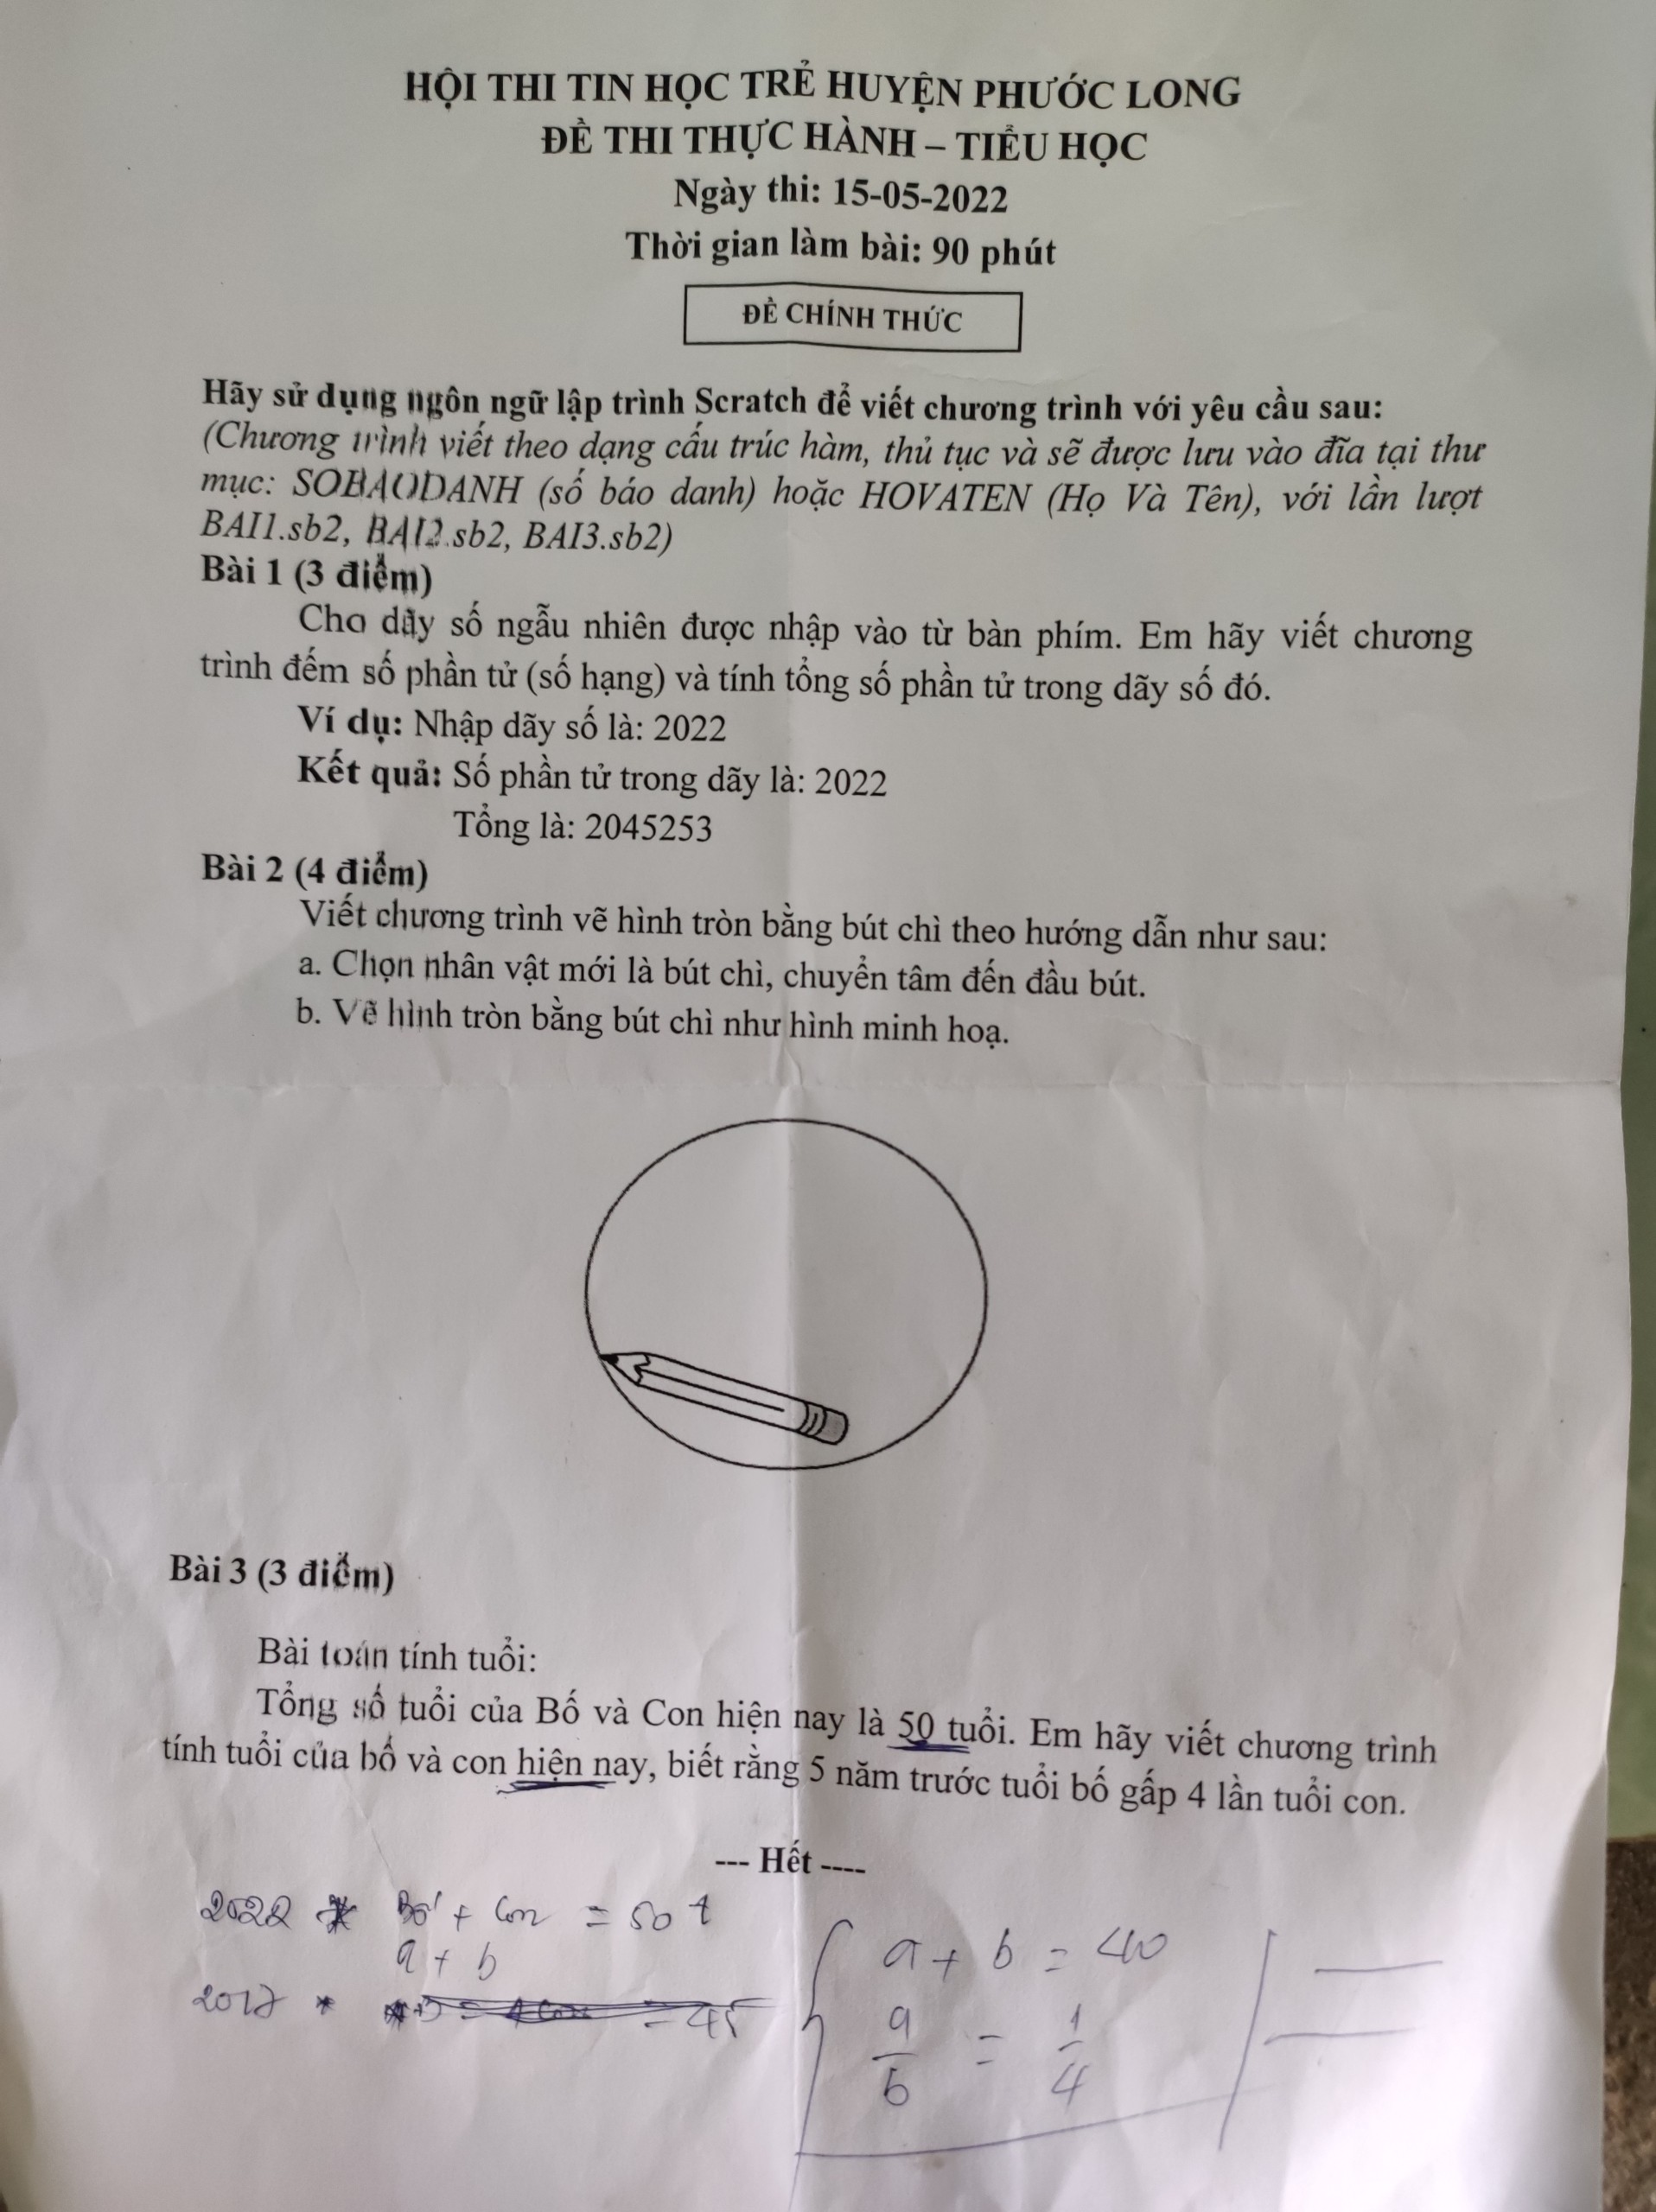 HỘI THI TIN HỌC TRẺ HUYỆN PHƯỚC LONG
ĐỀ THI THỰC HÀNH – TIỂU HỌC
Ngày thi: 15-05-2022
Thời gian làm bài: 90 phút
ĐỀ CHÍNH THỨC
Hãy sử dụng ngôn ngữ lập trình Scratch để viết chương trình với yêu cầu sau:
(Chương trình viết theo dạng cấu trúc hàm, thủ tục và sẽ được lưu vào đĩa tại thư
mục: SOBAODANH (số báo danh) hoặc HOVATEN (Họ Và Tên), với lần lượt
BAI1.sb2, BAI2.sb2, BAI3.sb2)
Bài 1 (3 điểm)
Cho dãy số ngẫu nhiên được nhập vào từ bàn phím. Em hãy viết chương
trình đếm số phần tử (số hạng) và tính tổng số phần tử trong dãy số đó.
Ví dụ: Nhập dãy số là: 2022
Kết quả: Số phần tử trong dãy là: 2022
Tổng là: 2045253
Bài 2 (4 điểm)
Viết chương trình vẽ hình tròn bằng bút chì theo hướng dẫn như sau:
a. Chọn nhân vật mới là bút chì, chuyển tâm đến đầu bút.
b. Vẽ hình tròn bằng bút chì như hình minh hoạ.
Bài 3 (3 điểm)
Bài toán tính tuổi:
Tổng số tuổi của Bố và Con hiện nay là 50 tuổi. Em hãy viết chương trình
tính tuổi của bố và con hiện nay, biết rằng 5 năm trước tuổi bố gấp 4 lần tuổi con.
--- Hết ----
2022 * Bố + Con = 50 t
a + b
2017 * = 45
a + b = 40
a/b = 1/4